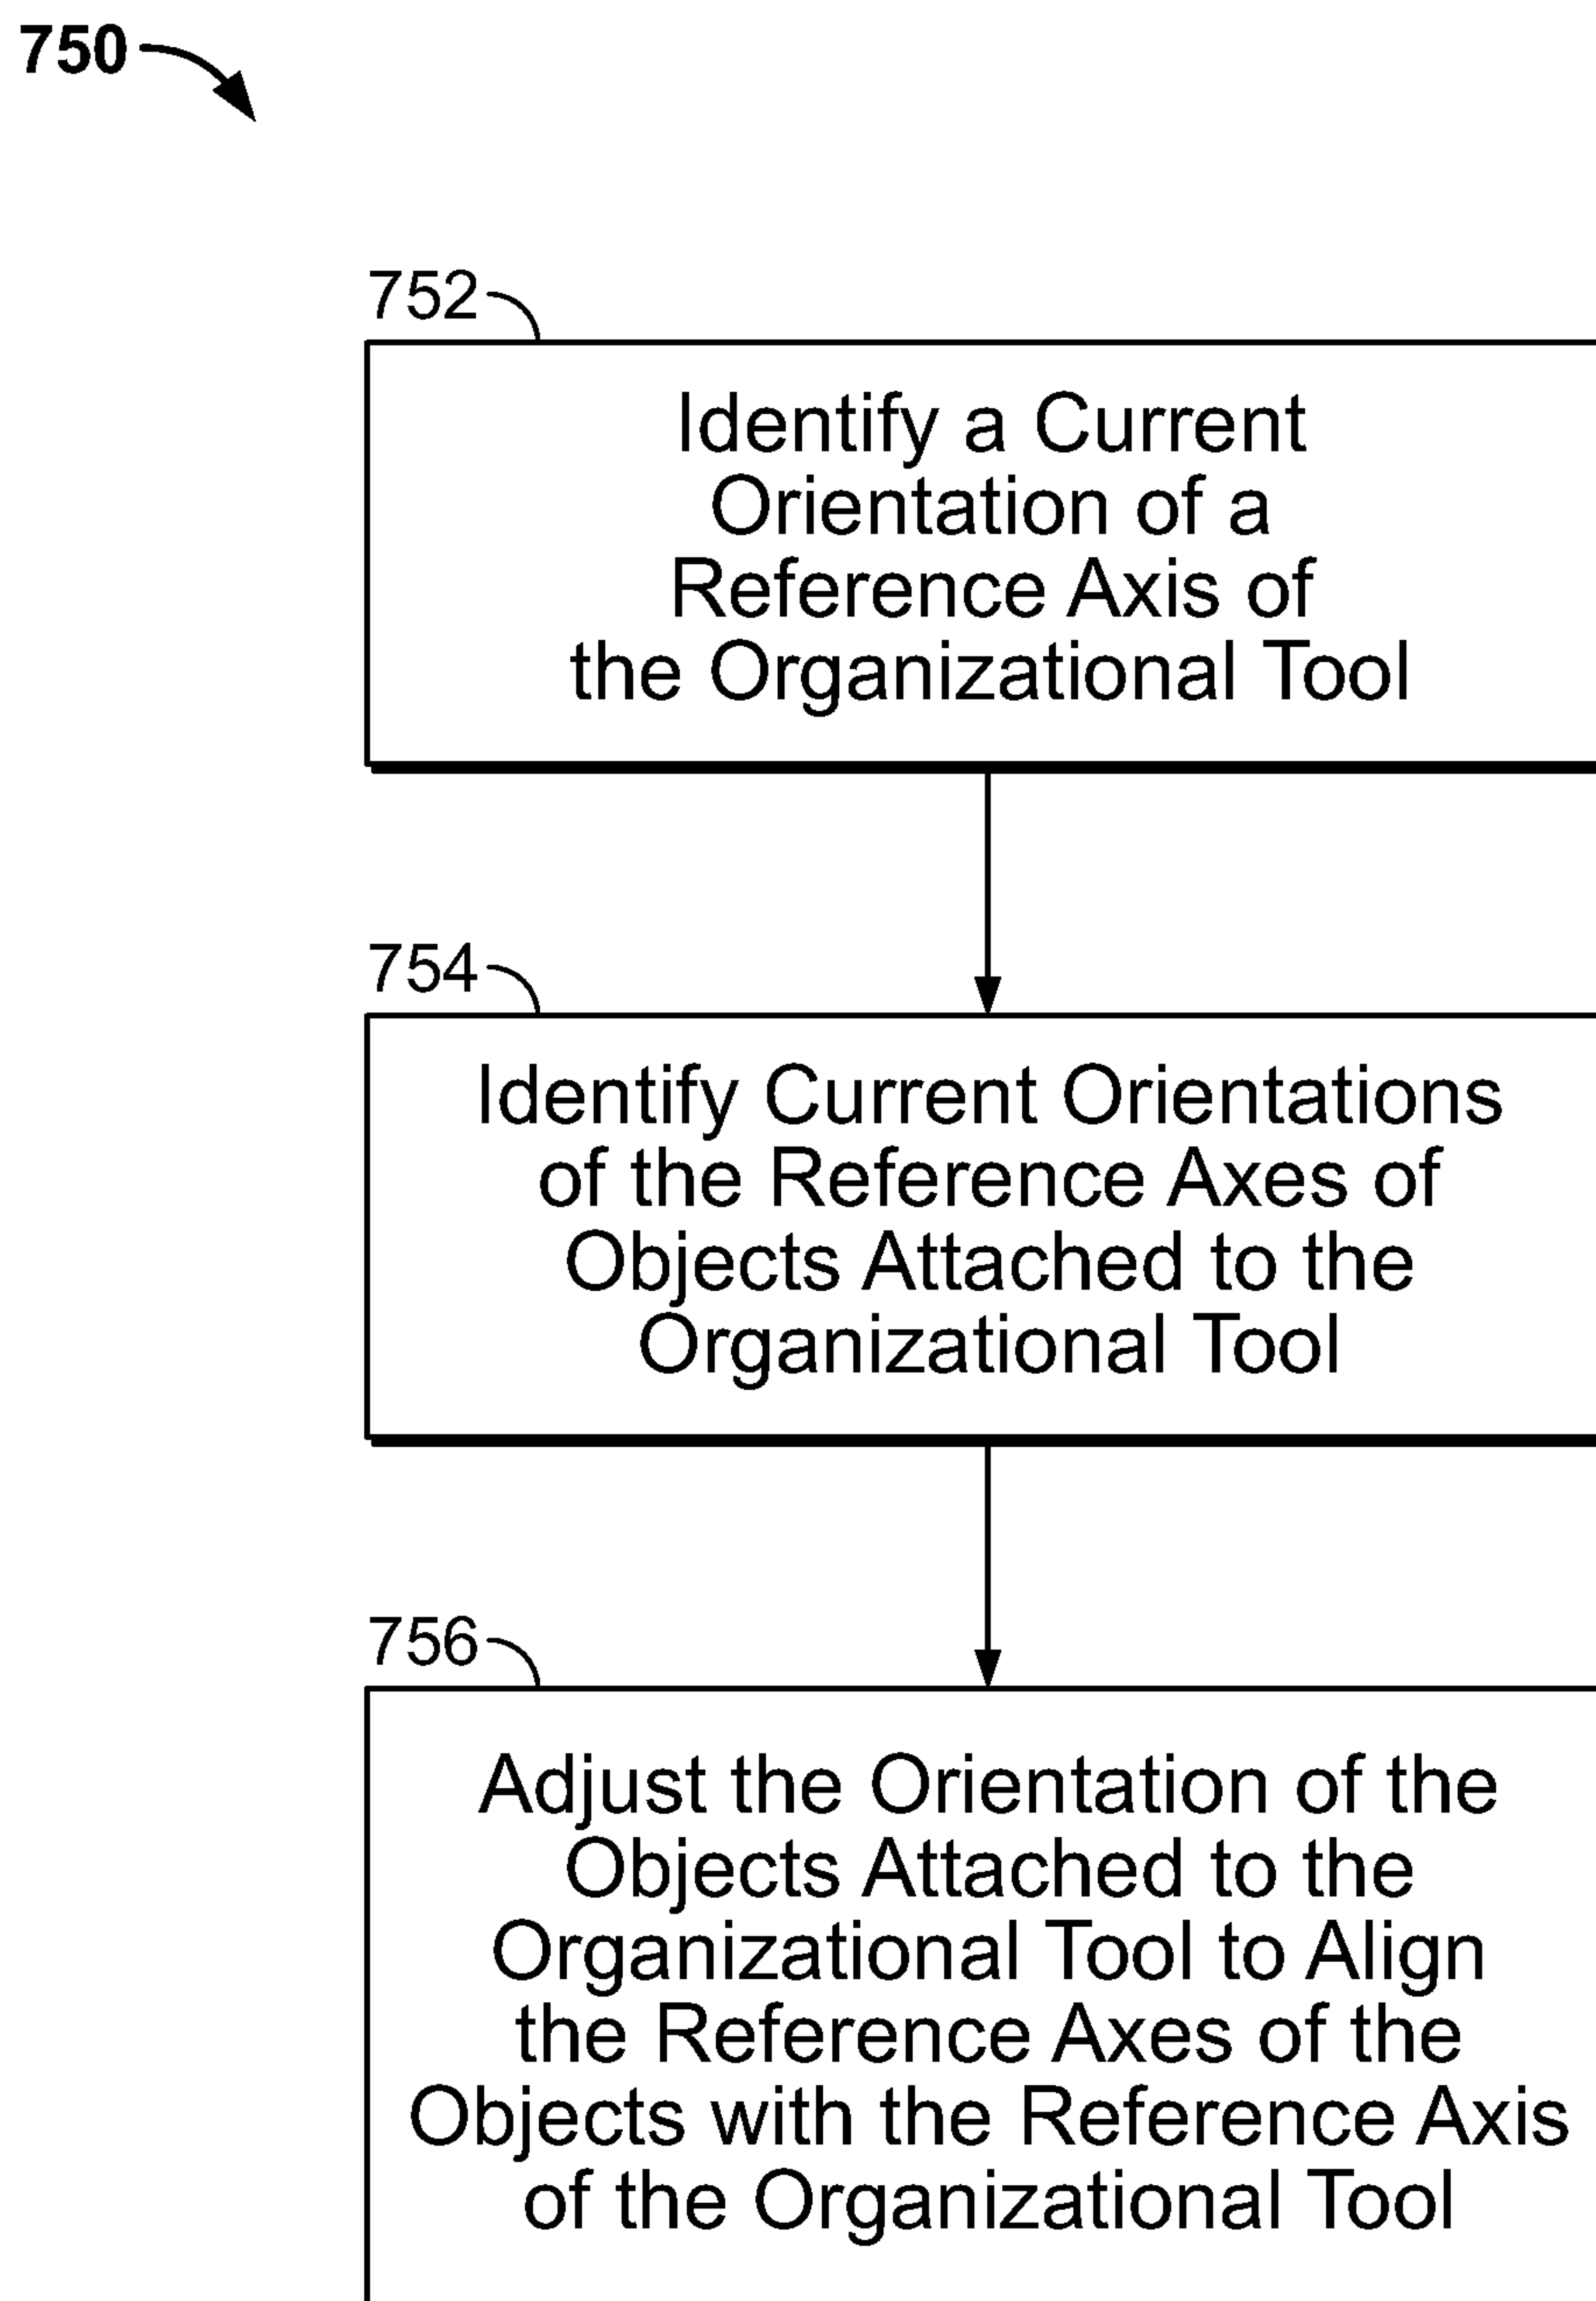 750
752
Identify a Current
Orientation of a
Reference Axis of
the Organizational Tool
754
Identify Current Orientations
of the Reference Axes of
Objects Attached to the
Organizational Tool
756
Adjust the Orientation of the
Objects Attached to the
Organizational Tool to Align
the Reference Axes of the
Objects with the Reference Axis
of the Organizational Tool